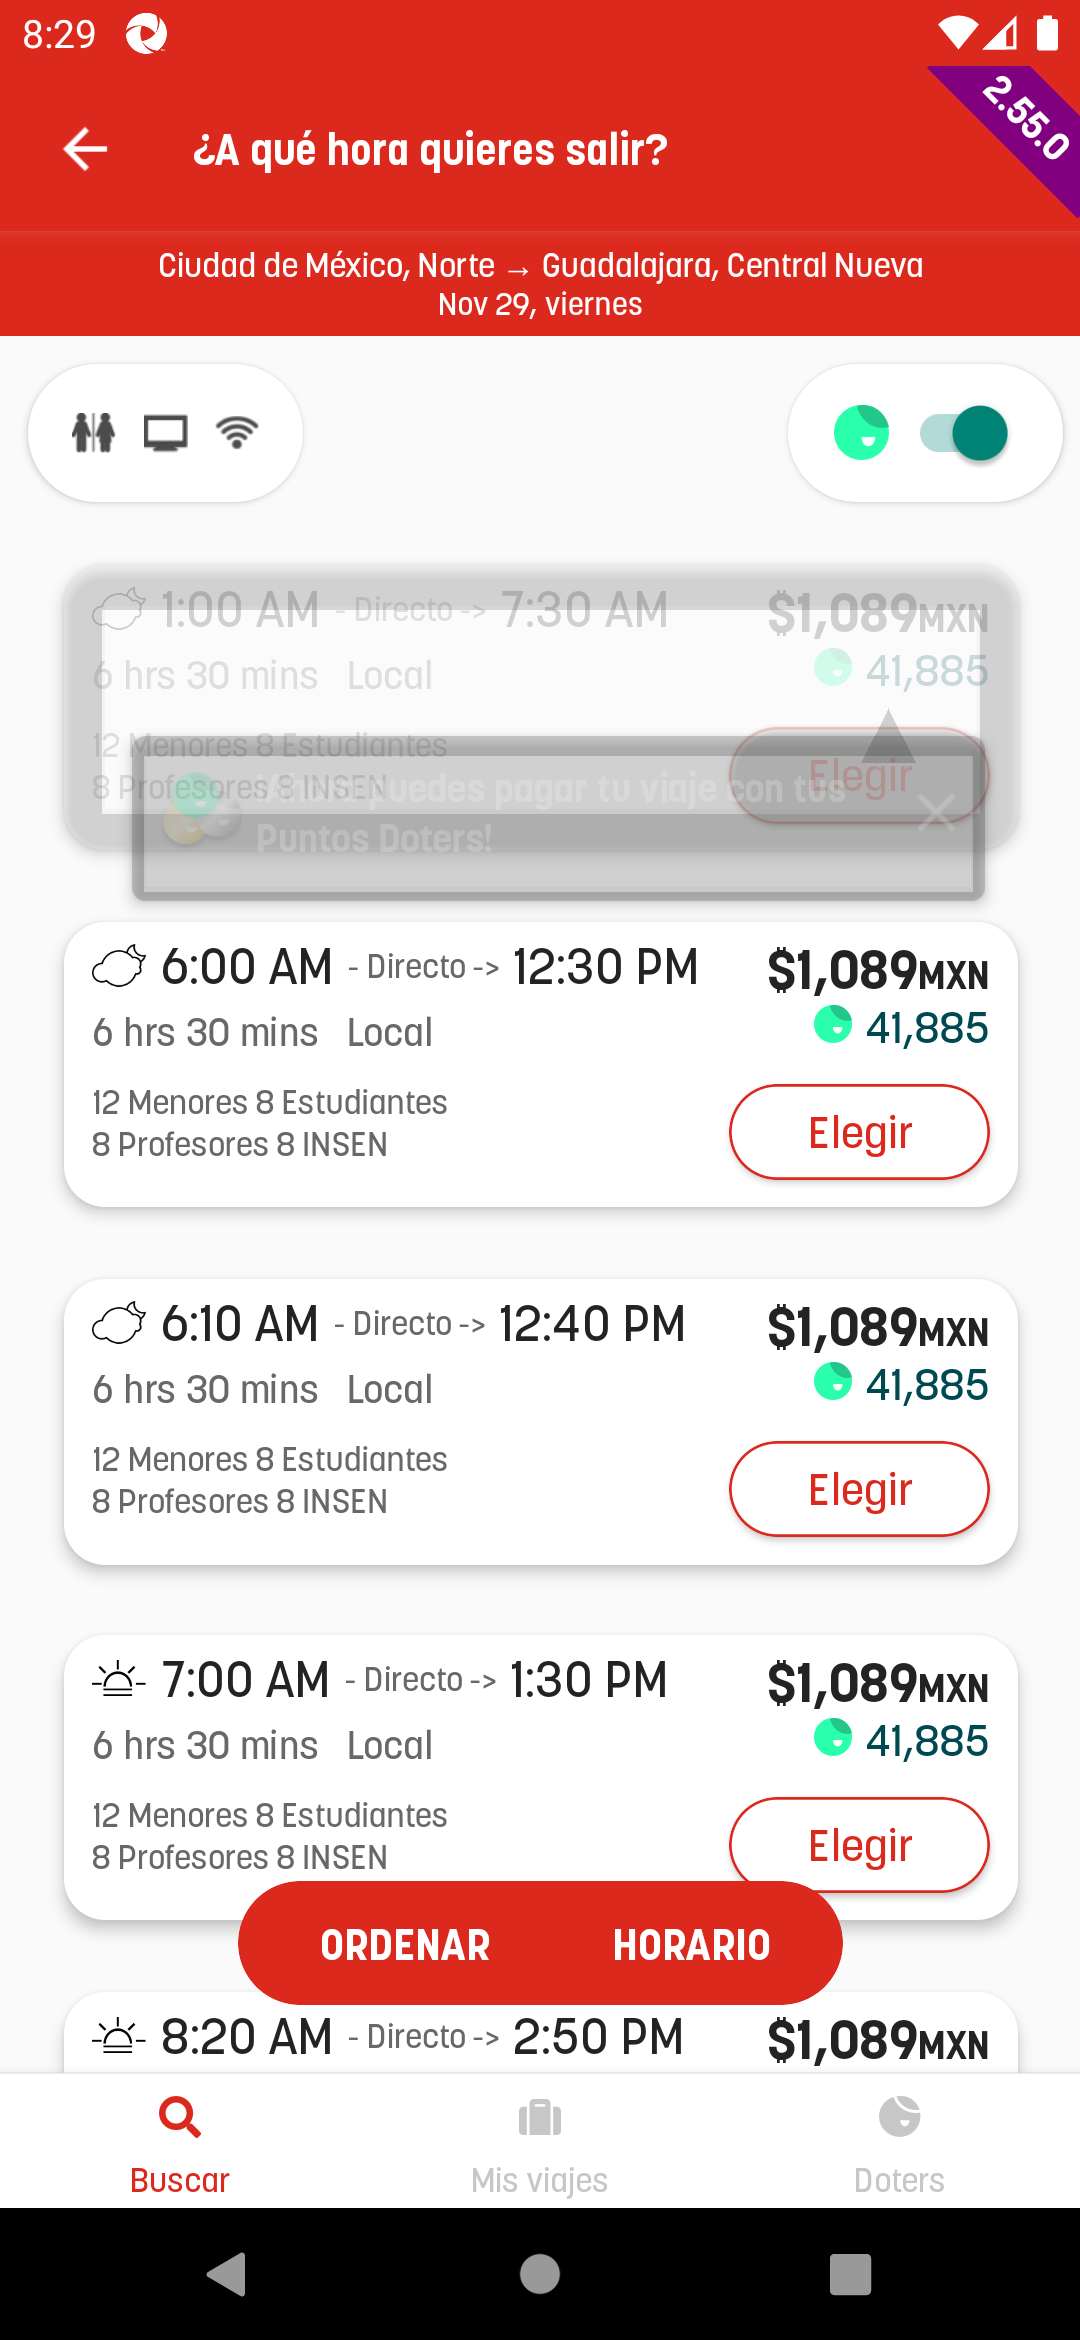 8:29
2.55.0
¿A qué hora quieres salir?
Ciudad de México, Norte → Guadalajara, Central Nueva
Nov 29, viernes
1:00 AM - Directo -> 7:30 AM $1,089MXN
6 hrs 30 mins Local 41,885
12 Menores 8 Estudiantes
8 Profesores 8 INSEN
Elegir
puedes pagar tu viaje con tus
Puntos Doters!
6:00 AM - Directo -> 12:30 PM $1,089MXN
6 hrs 30 mins Local 41,885
12 Menores 8 Estudiantes
8 Profesores 8 INSEN
Elegir
6:10 AM - Directo -> 12:40 PM $1,089MXN
6 hrs 30 mins Local 41,885
12 Menores 8 Estudiantes
8 Profesores 8 INSEN
Elegir
7:00 AM - Directo -> 1:30 PM $1,089MXN
6 hrs 30 mins Local 41,885
12 Menores 8 Estudiantes
8 Profesores 8 INSEN
Elegir
ORDENAR HORARIO
8:20 AM - Directo -> 2:50 PM $1,089MXN
Buscar Mis viajes Doters